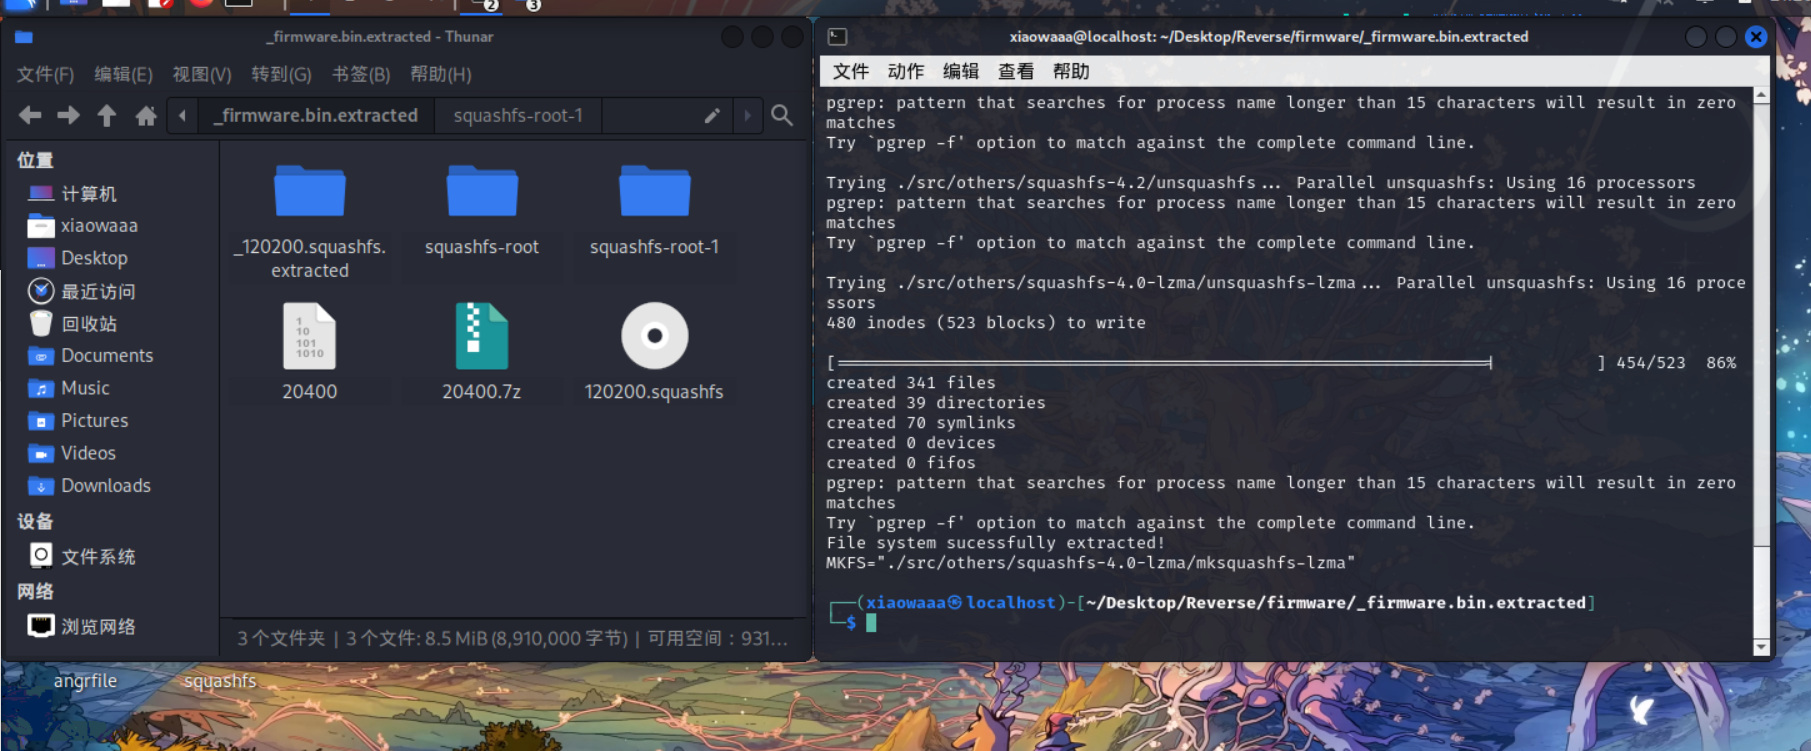 2
3
_firmware.bin.extracted - Thunar
文件(F) 编辑(E) 视图(V) 转到(G) 书签(B) 帮助(H)
_firmware.bin.extracted squashfs-root-1
位置
计算机
xiaowaaa
Desktop
最近访问
回收站
Documents
Music
Pictures
Videos
Downloads
设备
文件系统
网络
浏览网络
_120200.squashfs.
extracted
squashfs-root
squashfs-root-1
20400
20400.7z
120200.squashfs
3 个文件夹 | 3 个文件: 8.5 MiB (8,910,000 字节) | 可用空间 : 931...
xiaowaaa@localhost: ~/Desktop/Reverse/firmware/_firmware.bin.extracted
文件 动作 编辑 查看 帮助
pgrep: pattern that searches for process name longer than 15 characters will result in zero
matches
Try `pgrep -f' option to match against the complete command line.
Trying ./src/others/squashfs-4.2/unsquashfs... Parallel unsquashfs: Using 16 processors
pgrep: pattern that searches for process name longer than 15 characters will result in zero
matches
Try `pgrep -f' option to match against the complete command line.
Trying ./src/others/squashfs-4.0-lzma/unsquashfs-lzma... Parallel unsquashfs: Using 16 proce
ssors
480 inodes (523 blocks) to write
[=================================================================| ] 454/523 86%
created 341 files
created 39 directories
created 70 symlinks
created 0 devices
created 0 fifos
pgrep: pattern that searches for process name longer than 15 characters will result in zero
matches
Try `pgrep -f' option to match against the complete command line.
File system sucessfully extracted!
MKFS="./src/others/squashfs-4.0-lzma/mksquashfs-lzma"
┌──(xiaowaaa㉿localhost)-[~/Desktop/Reverse/firmware/_firmware.bin.extracted]
└─$
angrfile
squashfs